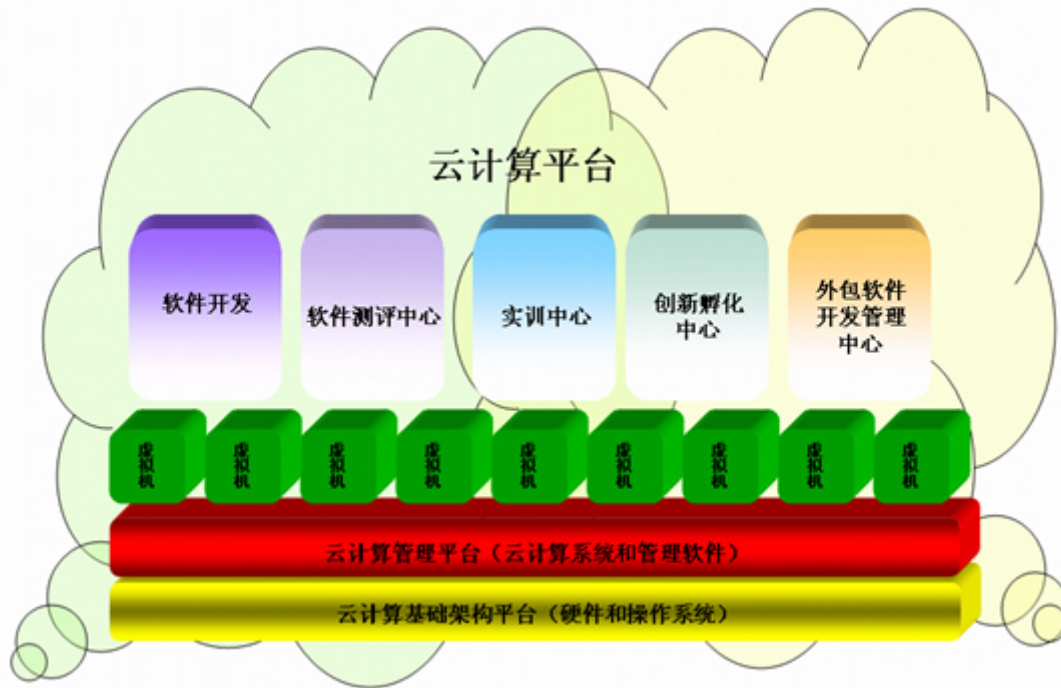 云计算平台
软件开发
软件测评中心
实训中心
创新孵化
中心
外包软件
开发管理
中心
虚拟机
虚拟机
虚拟机
虚拟机
虚拟机
虚拟机
虚拟机
虚拟机
虚拟机
云计算管理平台（云计算系统和管理软件）
云计算基础架构平台（硬件和操作系统）